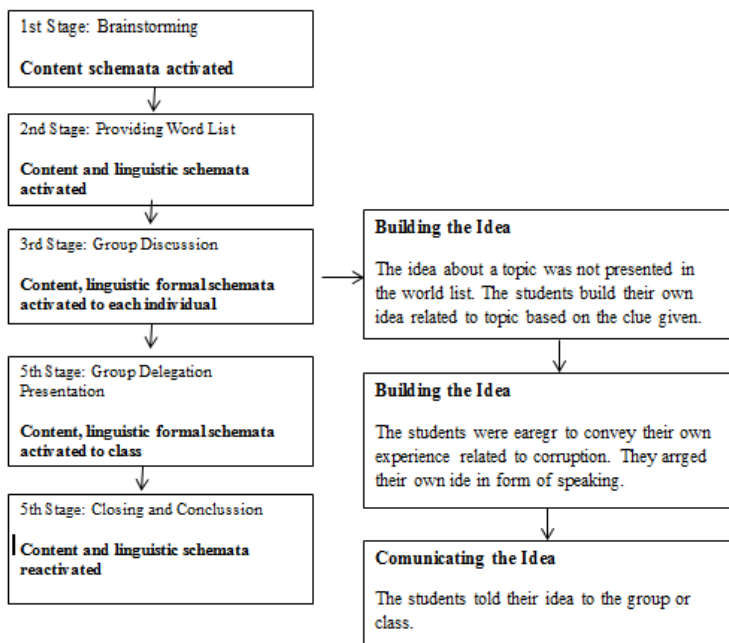 1st Stage: Brainstorming
Content schemata activated
2nd Stage: Providing Word List
Content and linguistic schemata
activated
3rd Stage: Group Discussion
Content, linguistic formal schemata
activated to each individual
5th Stage: Group Delegation
Presentation
Content, linguistic formal schemata
activated to class
5th Stage: Closing and Conclussion
Content and linguistic schemata
reactivated
Building the Idea
The idea about a topic was not presented in
the world list. The students build their own
idea related to topic based on the clue given.
Building the Idea
The students were earegr to convey their own
experience related to corruption. They arrged
their own ide in form of speaking.
Comunicating the Idea
The students told their idea to the group or
class.